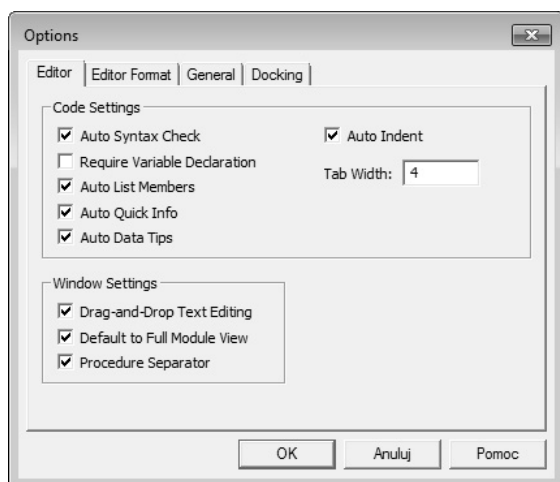 Options
Editor Editor Format General Docking
Code Settings
Auto Syntax Check Auto Indent
Require Variable Declaration
Tab Width: 4
Auto List Members
Auto Quick Info
Auto Data Tips
Window Settings
Drag-and-Drop Text Editing
Default to Full Module View
Procedure Separator
OK Anuluj Pomoc